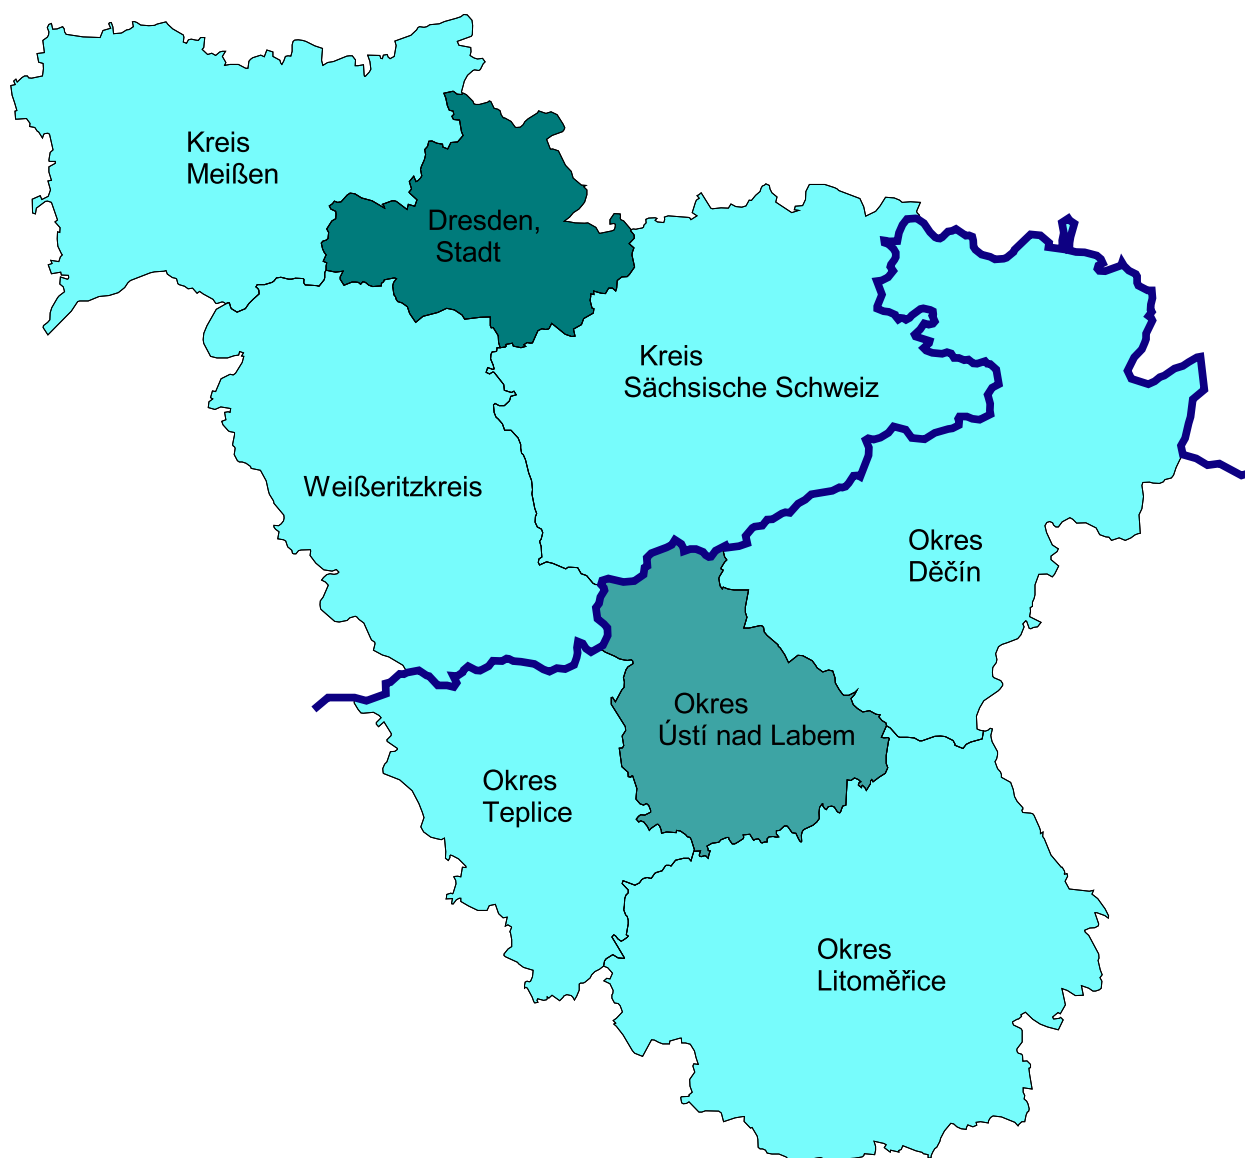 Kreis
Meißen
Dresden,
Stadt
Kreis
Sächsische Schweiz
Weißeritzkreis
Okres
Děčín
Okres
Ústí nad Labem
Okres
Teplice
Okres
Litoměřice